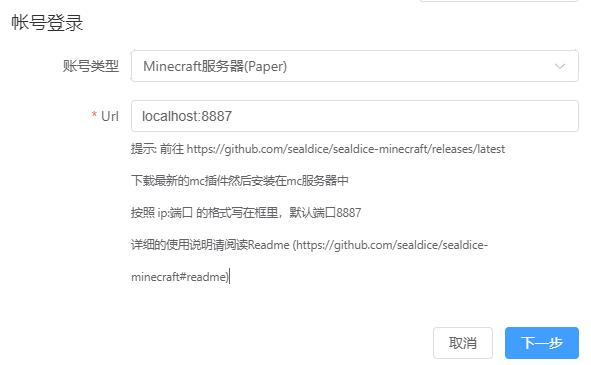 帐号登录
账号类型
Minecraft服务器(Paper)
* Url
localhost:8887
提示: 前往 https://github.com/sealdice/sealdice-minecraft/releases/latest
下载最新的mc插件然后安装在mc服务器中
按照 ip:端口 的格式写在框里，默认端口8887
详细的使用说明请阅读Readme (https://github.com/sealdice/sealdice-
minecraft#readme)
取消
下一步